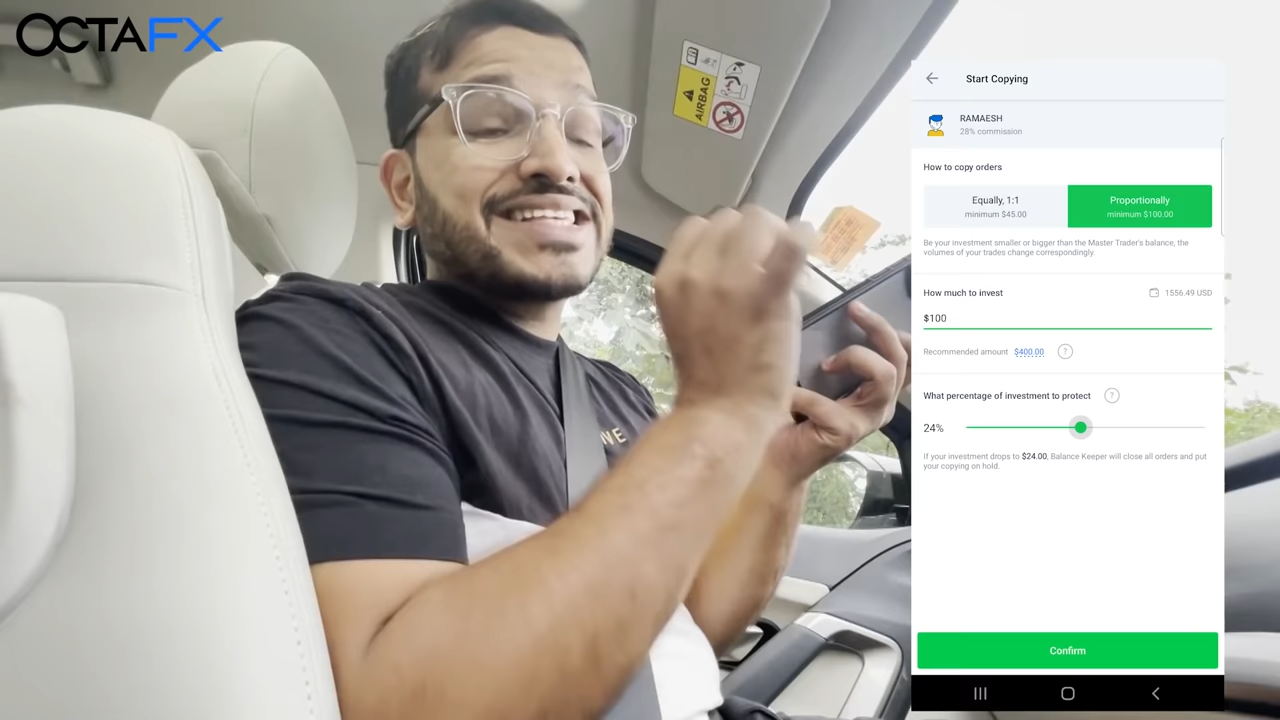 OCTAFX
AIRBAG
Start Copying
RAMAESH
28% commission
How to copy orders
Equally, 1:1
minimum $45.00
Proportionally
minimum $100.00
Be your investment smaller or bigger than the Master Trader's balance, the
volumes of your trades change correspondingly.
How much to invest
1556.49 USD
$100
Recommended amount $400.00 ?
What percentage of investment to protect ?
24%
If your investment drops to $24.00, Balance Keeper will close all orders and put
your copying on hold.
Confirm